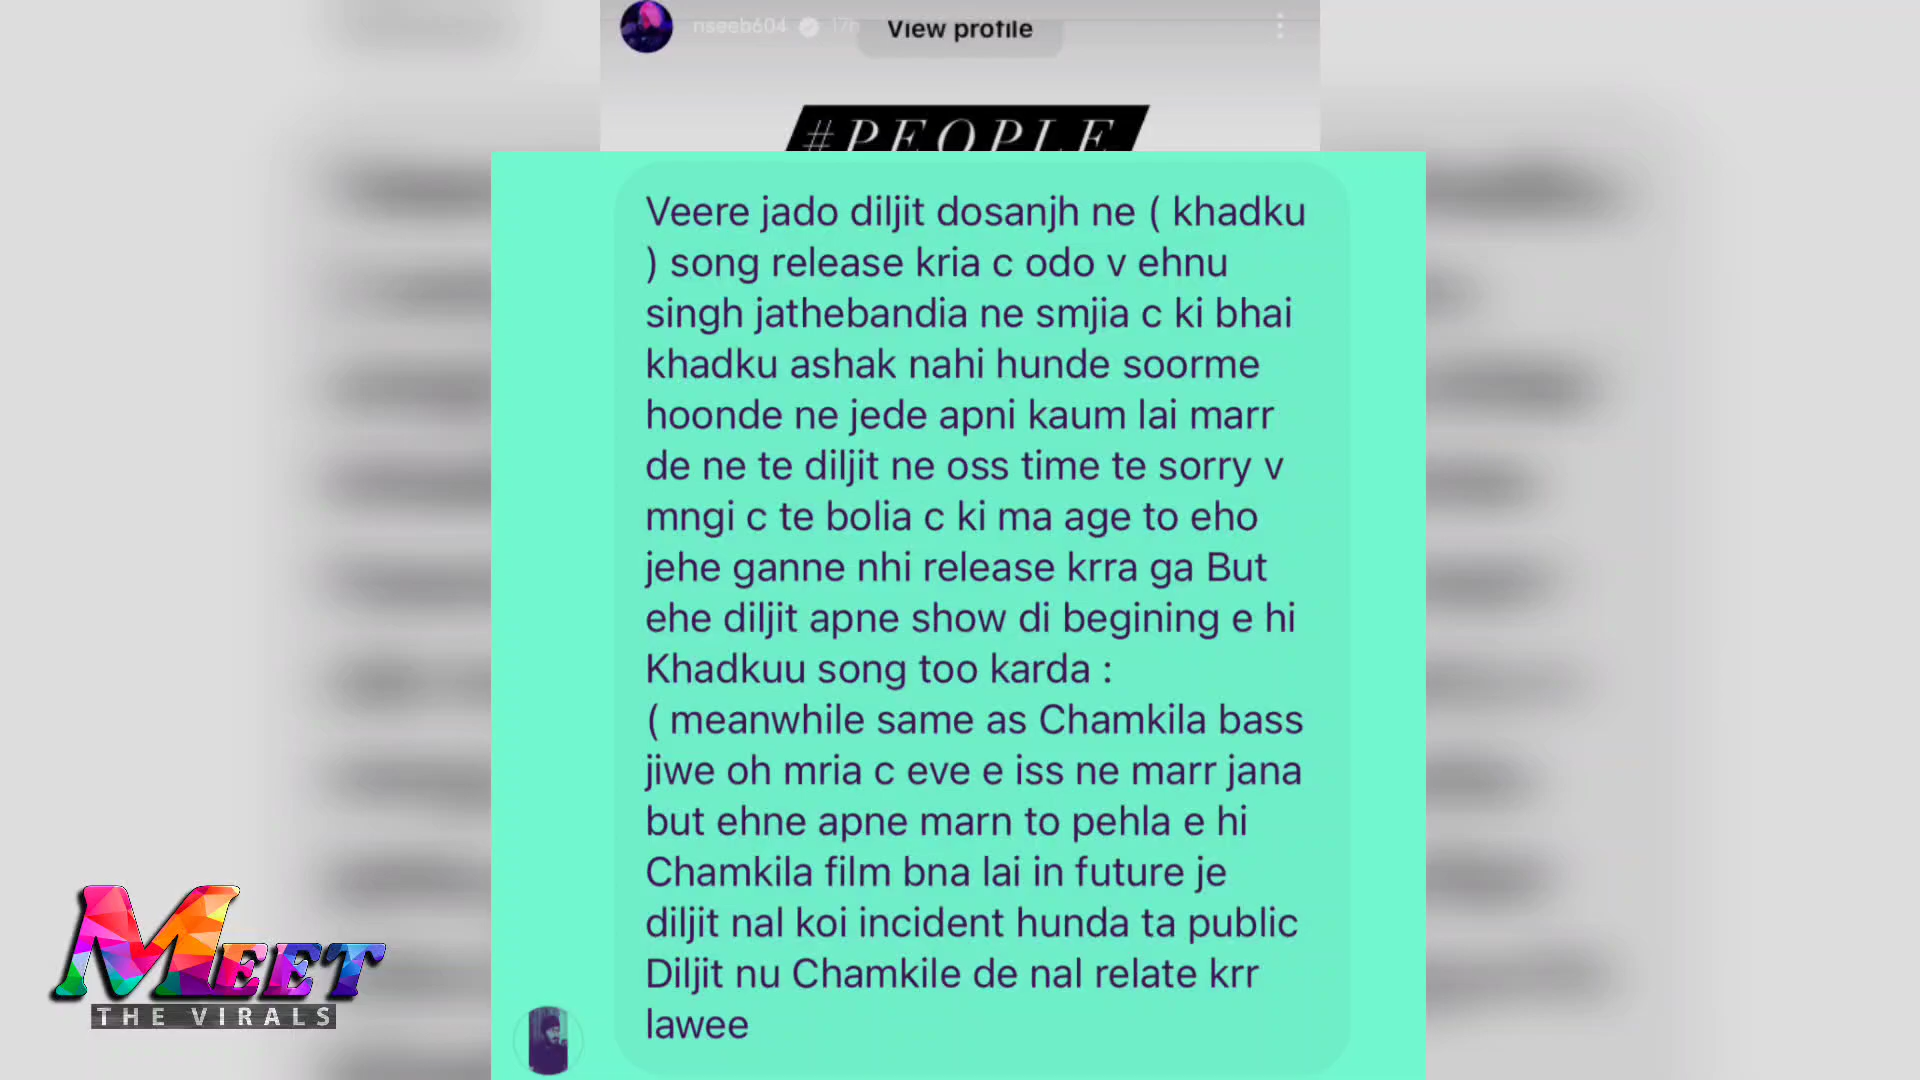 nseeb604 17h
View profile
#PEOPLE
Veere jado diljit dosanjh ne ( khadku
) song release kria c odo v ehnu
singh jathebandia ne smjia c ki bhai
khadku ashak nahi hunde soorme
hoonde ne jede apni kaum lai marr
de ne te diljit ne oss time te sorry v
mngi c te bolia c ki ma age to eho
jehe ganne nhi release krra ga But
ehe diljit apne show di begining e hi
Khadkuu song too karda :
( meanwhile same as Chamkila bass
jiwe oh mria c eve e iss ne marr jana
but ehne apne marn to pehla e hi
Chamkila film bna lai in future je
diljit nal koi incident hunda ta public
Diljit nu Chamkile de nal relate krr
lawee
MEET
THE VIRALS